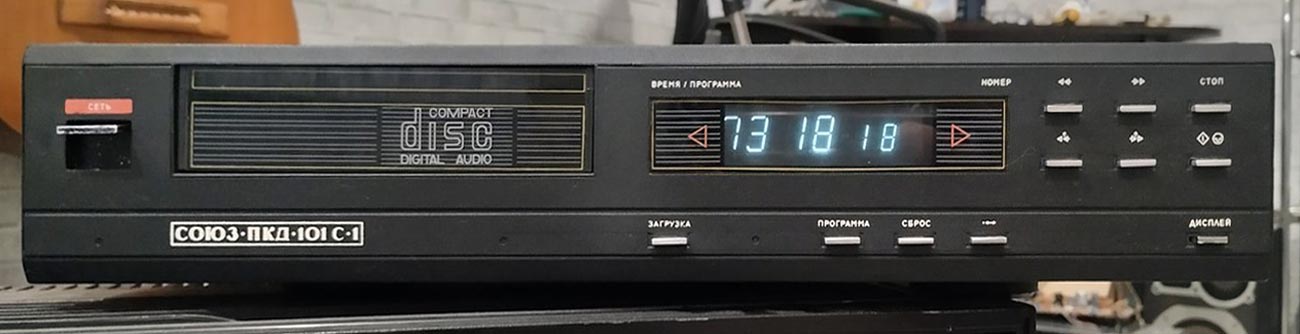 СЕТЬ
COMPACT
disc
DIGITAL AUDIO
ВРЕМЯ / ПРОГРАММА
НОМЕР
73 18 18
СТОП
СОЮЗ·ПКД·101 С·1
ЗАГРУЗКА
ПРОГРАММА
СБРОС
ДИСПЛЕЙ